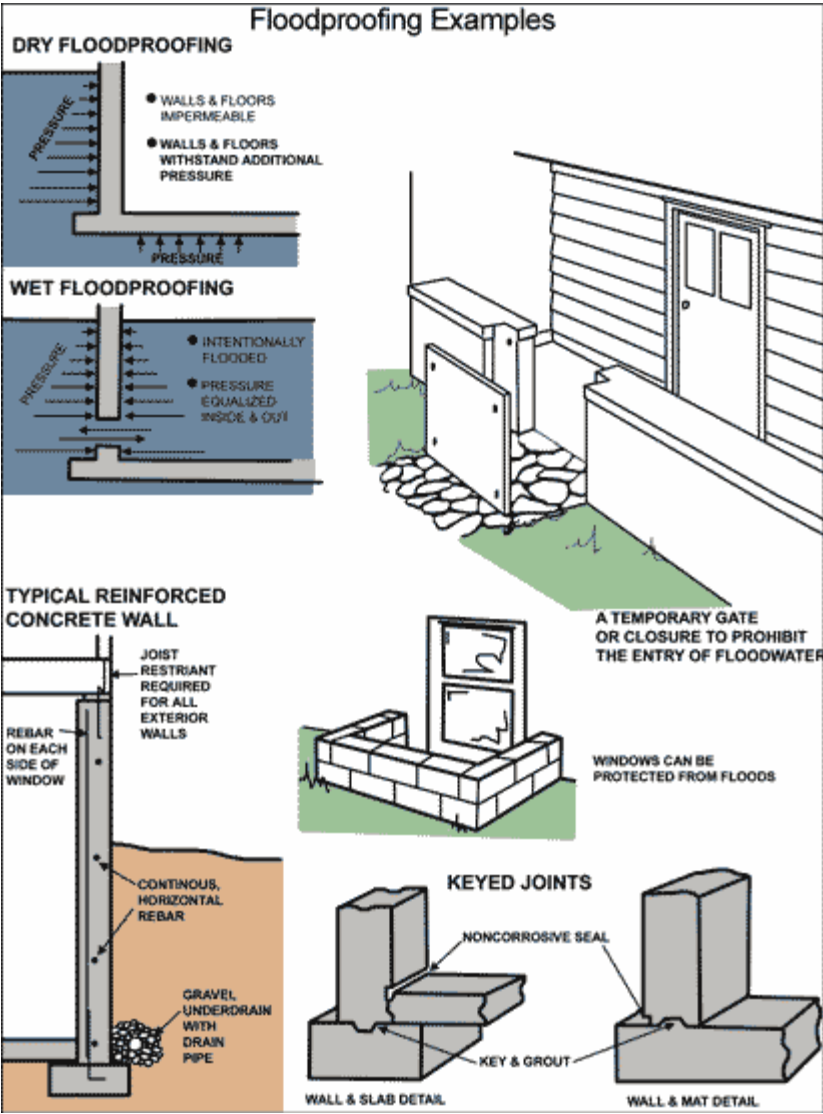 Floodproofing Examples
DRY FLOODPROOFING
PRESSURE
● WALLS & FLOORS
IMPERMEABLE
● WALLS & FLOORS
WITHSTAND ADDITIONAL
PRESSURE
PRESSURE
WET FLOODPROOFING
PRESSURE
● INTENTIONALLY
FLOODED
● PRESSURE
EQUALIZED
INSIDE & OUT
A TEMPORARY GATE
OR CLOSURE TO PROHIBIT
THE ENTRY OF FLOODWATER
TYPICAL REINFORCED
CONCRETE WALL
JOIST
RESTRIANT
REQUIRED
FOR ALL
EXTERIOR
WALLS
REBAR
ON EACH
SIDE OF
WINDOW
CONTINOUS,
HORIZONTAL
REBAR
GRAVEL
UNDERDRAIN
WITH
DRAIN
PIPE
WINDOWS CAN BE
PROTECTED FROM FLOODS
KEYED JOINTS
NONCORROSIVE SEAL
KEY & GROUT
WALL & SLAB DETAIL
WALL & MAT DETAIL